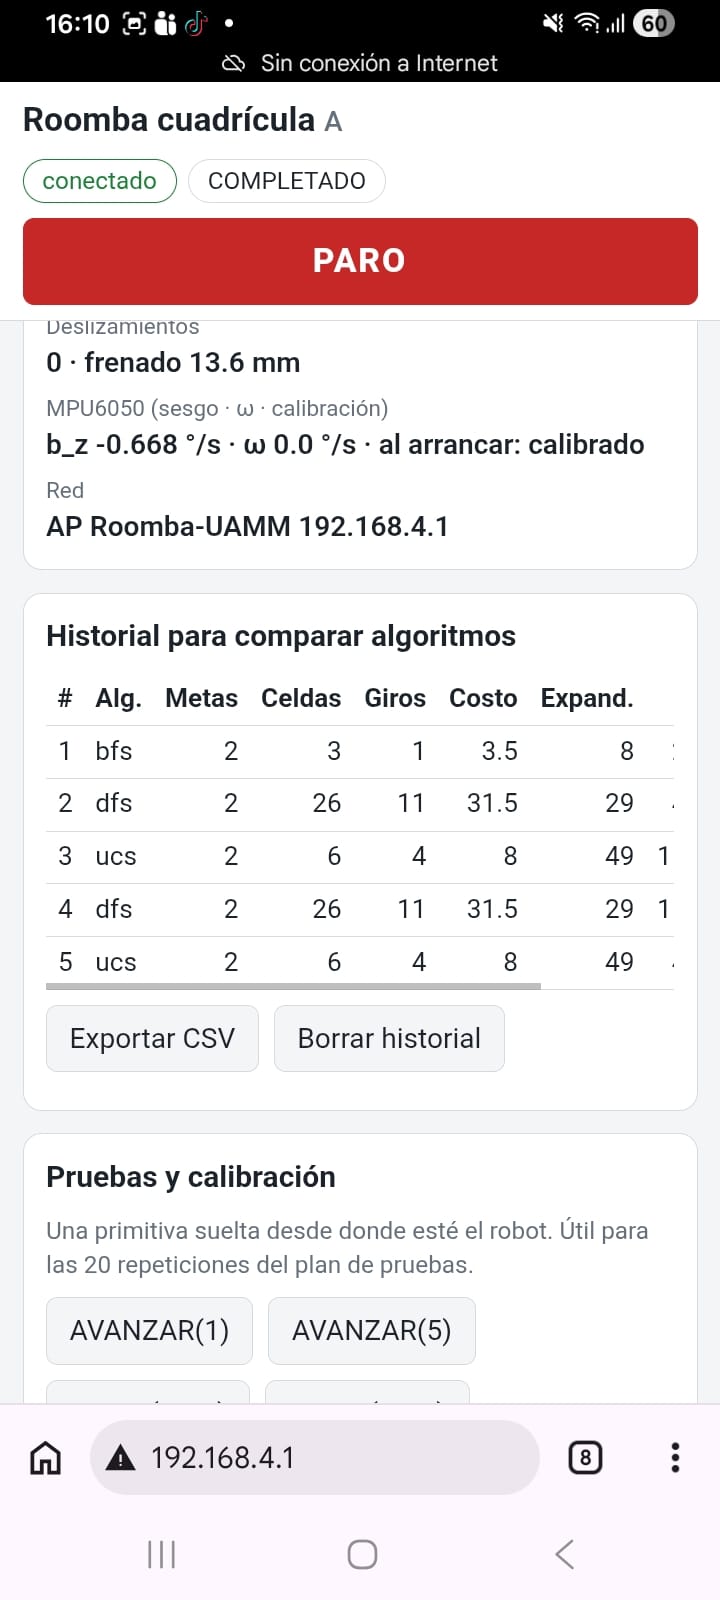 16:10
60
Sin conexión a Internet
Roomba cuadrícula A
conectado COMPLETADO
PARO
Deslizamientos
0 · frenado 13.6 mm
MPU6050 (sesgo · ω · calibración)
b_z -0.668 °/s · ω 0.0 °/s · al arrancar: calibrado
Red
AP Roomba-UAMM 192.168.4.1
Historial para comparar algoritmos
# Alg. Metas Celdas Giros Costo Expand.
1 bfs 2 3 1 3.5 8
2 dfs 2 26 11 31.5 29
3 ucs 2 6 4 8 49 1
4 dfs 2 26 11 31.5 29 1
5 ucs 2 6 4 8 49
Exportar CSV Borrar historial
Pruebas y calibración
Una primitiva suelta desde donde esté el robot. Útil para
las 20 repeticiones del plan de pruebas.
AVANZAR(1) AVANZAR(5)
192.168.4.1
8